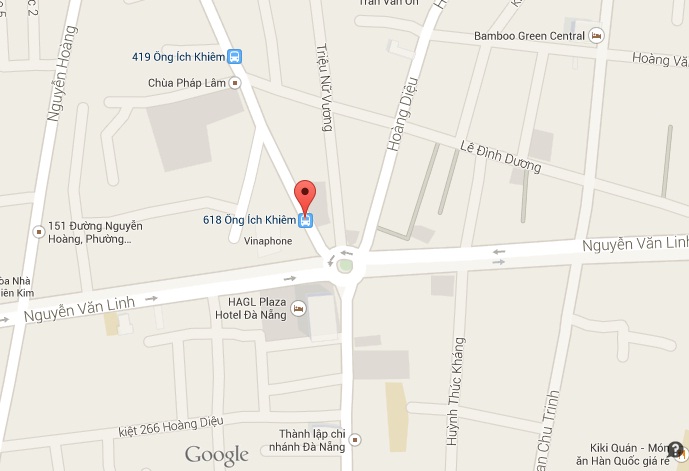 Trần Văn Ơn
Hoàng Diệu
Bamboo Green Central
419 Ông Ích Khiêm
Chùa Pháp Lâm
Triệu Nữ Vương
Nguyễn Hoàng
Lê Đình Dương
618 Ông Ích Khiêm
Vinaphone
151 Đường Nguyễn
Hoàng, Phường...
Nguyễn Văn Linh
Nguyễn Văn Linh
HAGL Plaza
Hotel Đà Nẵng
Huỳnh Thúc Kháng
an Chu Trinh
kiệt 266 Hoàng Diệu
Thành lập chi
nhánh Đà Nẵng
Google
Kiki Quán - Món
ăn Hàn Quốc giá rẻ